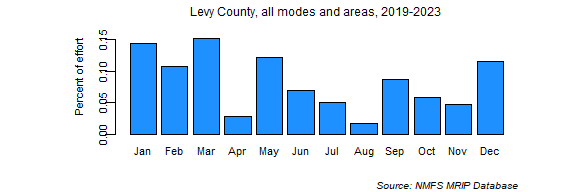 Levy County, all modes and areas, 2019-2023
Percent of effort
0.15
0.10
0.05
0.00
Jan Feb Mar Apr May Jun Jul Aug Sep Oct Nov Dec
Source: NMFS MRIP Database